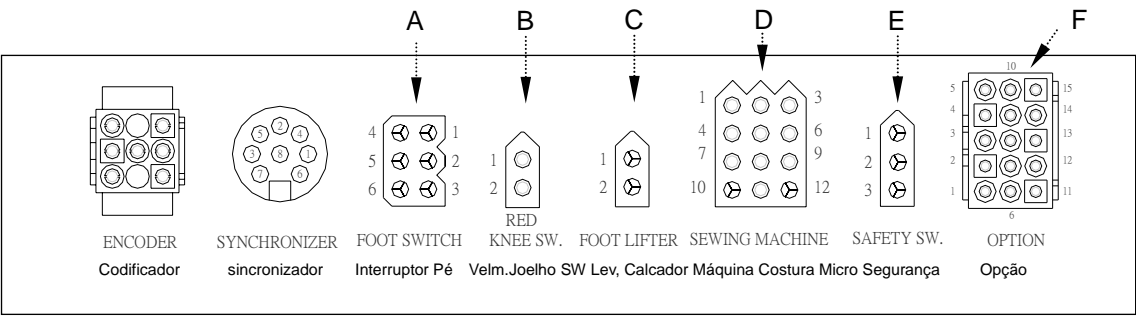 A B C D E F
10
1 3 5 15
4 1 1 1 4 14
5 2 4 4 6 2 3 13
3 8 1 5 2 1 7 9 2 2 12
7 6 6 3 2 2 10 12 3 1 11
6
RED
ENCODER SYNCHRONIZER FOOT SWITCH KNEE SW. FOOT LIFTER SEWING MACHINE SAFETY SW. OPTION
Codificador sincronizador Interruptor Pé Velm.Joelho SW Lev, Calcador Máquina Costura Micro Segurança Opção